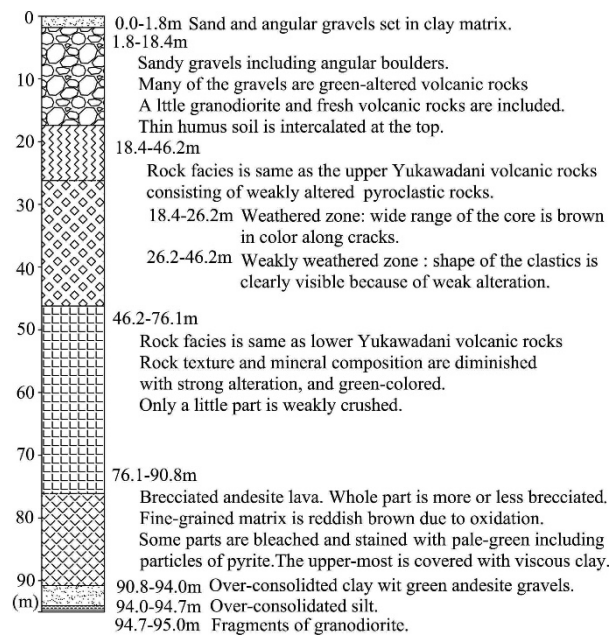 0
10
20
30
40
50
60
70
80
90
(m)
0.0-1.8m Sand and angular gravels set in clay matrix.
1.8-18.4m
Sandy gravels including angular boulders.
Many of the gravels are green-altered volcanic rocks
A lttle granodiorite and fresh volcanic rocks are included.
Thin humus soil is intercalated at the top.
18.4-46.2m
Rock facies is same as the upper Yukawadani volcanic rocks
consisting of weakly altered pyroclastic rocks.
18.4-26.2m Weathered zone: wide range of the core is brown
in color along cracks.
26.2-46.2m Weakly weathered zone : shape of the clastics is
clearly visible because of weak alteration.
46.2-76.1m
Rock facies is same as lower Yukawadani volcanic rocks
Rock texture and mineral composition are diminished
with strong alteration, and green-colored.
Only a little part is weakly crushed.
76.1-90.8m
Brecciated andesite lava. Whole part is more or less brecciated.
Fine-grained matrix is reddish brown due to oxidation.
Some parts are bleached and stained with pale-green including
particles of pyrite.The upper-most is covered with viscous clay.
90.8-94.0m Over-consolidted clay wit green andesite gravels.
94.0-94.7m Over-consolidated silt.
94.7-95.0m Fragments of granodiorite.